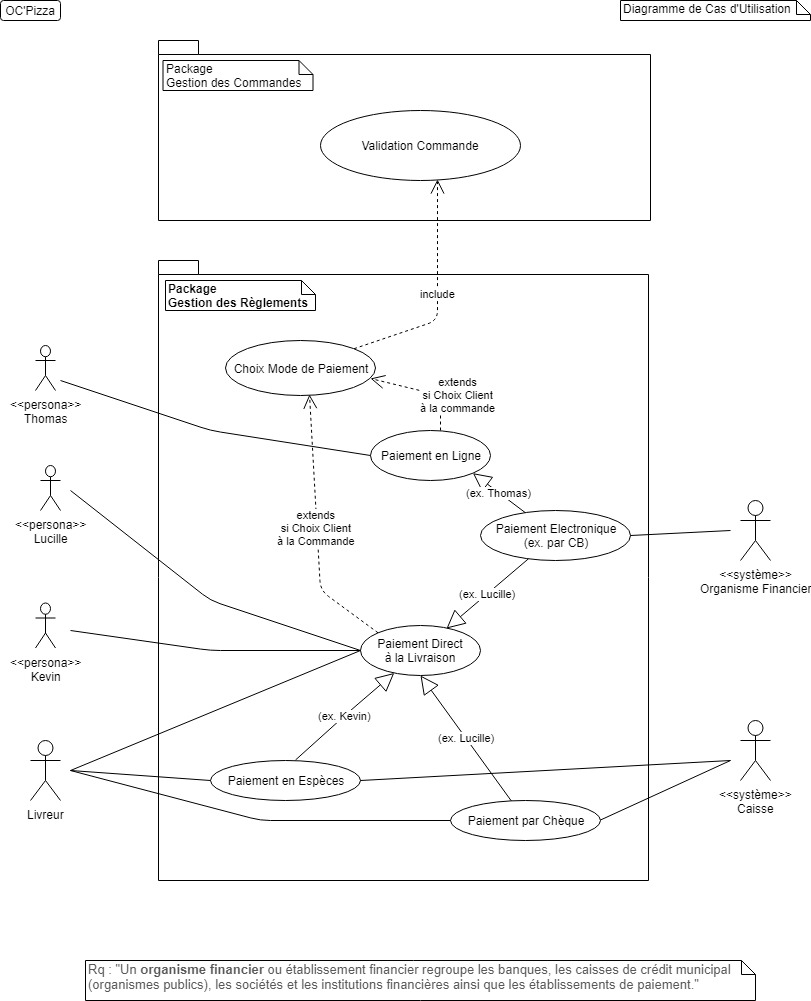 OC'Pizza
Diagramme de Cas d'Utilisation
Package
Gestion des Commandes
Validation Commande
include
Package
Gestion des Règlements
Choix Mode de Paiement
extends
si Choix Client
à la commande
<<persona>>
Thomas
Paiement en Ligne
(ex. Thomas)
<<persona>>
Lucille
extends
si Choix Client
à la Commande
Paiement Electronique
(ex. par CB)
<<système>>
Organisme Financier
(ex. Lucille)
<<persona>>
Kevin
Paiement Direct
à la Livraison
(ex. Kevin)
(ex. Lucille)
Livreur
Paiement en Espèces
Paiement par Chèque
<<système>>
Caisse
Rq : "Un organisme financier ou établissement financier regroupe les banques, les caisses de crédit municipal
(organismes publics), les sociétés et les institutions financières ainsi que les établissements de paiement."